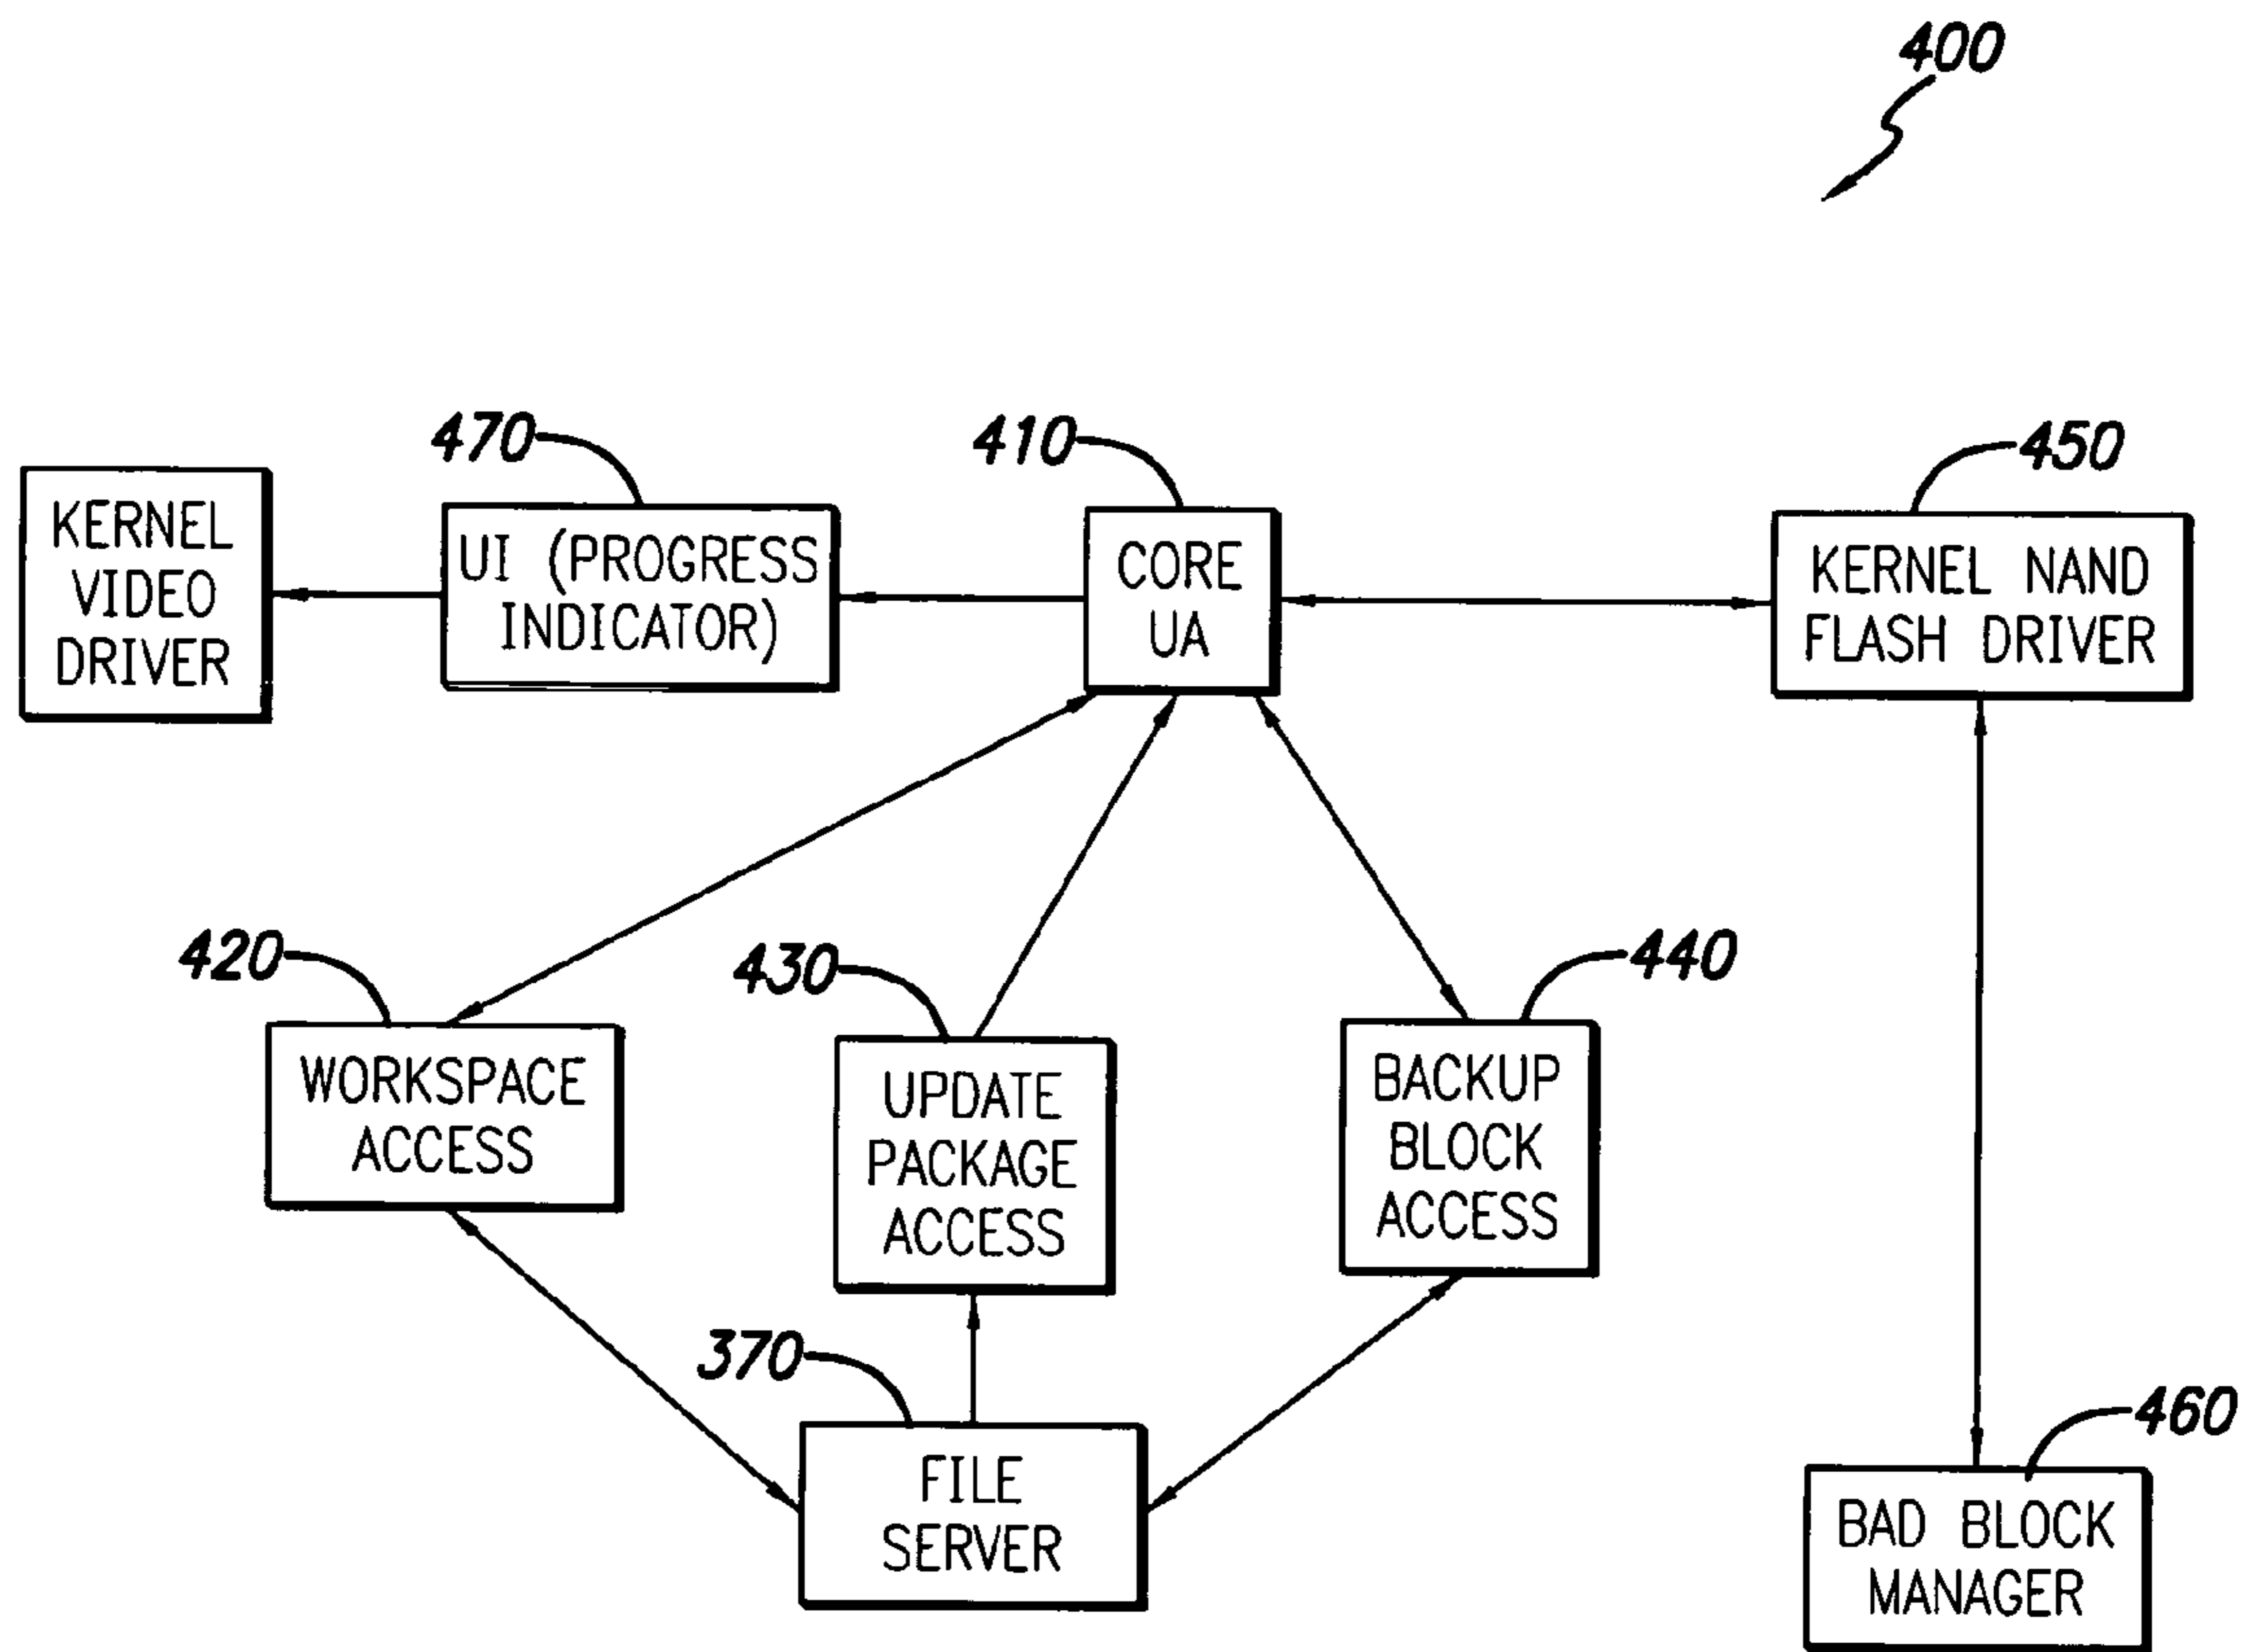 400
470
410
450
KERNEL
VIDEO
DRIVER
UI (PROGRESS
INDICATOR)
CORE
UA
KERNEL NAND
FLASH DRIVER
420
430
440
WORKSPACE
ACCESS
UPDATE
PACKAGE
ACCESS
BACKUP
BLOCK
ACCESS
370
460
FILE
SERVER
BAD BLOCK
MANAGER